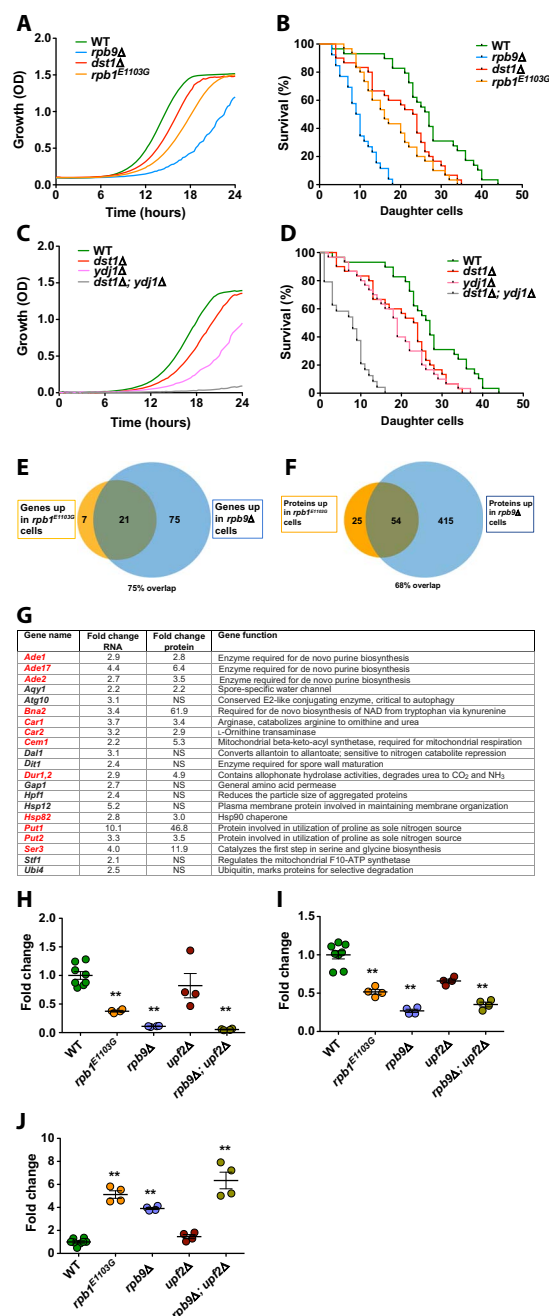 A
WT
rpb9Δ
dst1Δ
rpb1E1103G
Growth (OD)
2.0
1.5
1.0
0.5
0.0
0 6 12 18 24
Time (hours)
B
WT
rpb9Δ
dst1Δ
rpb1E1103G
Survival (%)
100
80
60
40
20
0
0 10 20 30 40 50
Daughter cells
C
WT
dst1Δ
ydj1Δ
dst1Δ; ydj1Δ
Growth (OD)
2.0
1.5
1.0
0.5
0.0
0 6 12 18 24
Time (hours)
D
WT
dst1Δ
ydj1Δ
dst1Δ; ydj1Δ
Survival (%)
100
80
60
40
20
0
0 10 20 30 40 50
Daughter cells
E
Genes up
in rpb1E1103G
cells
7 21 75
Genes up
in rpb9Δ
cells
75% overlap
F
Proteins up
in rpb1E1103G
cells
25 54 415
Proteins up
in rpb9Δ
cells
68% overlap
G
Gene name Fold change RNA Fold change protein Gene function
Ade1 2.9 2.8 Enzyme required for de novo purine biosynthesis
Ade17 4.4 6.4 Enzyme required for de novo purine biosynthesis
Ade2 2.7 3.5 Enzyme required for de novo purine biosynthesis
Aqy1 2.2 2.2 Spore-specific water channel
Atg10 3.1 NS Conserved E2-like conjugating enzyme, critical to autophagy
Bna2 3.4 61.9 Required for de novo biosynthesis of NAD from tryptophan via kynurenine
Car1 3.7 3.4 Arginase, catabolizes arginine to ornithine and urea
Car2 3.2 2.9 L-Ornithine transaminase
Cem1 2.2 5.3 Mitochondrial beta-keto-acyl synthetase, required for mitochondrial respiration
Dal1 3.1 NS Converts allantoin to allantoate; sensitive to nitrogen catabolite repression
Dit1 2.4 NS Enzyme required for spore wall maturation
Dur1,2 2.9 4.9 Contains allophonate hydrolase activities, degrades urea to CO2 and NH3
Gap1 2.7 NS General amino acid permease
Hpf1 2.4 NS Reduces the particle size of aggregated proteins
Hsp12 5.2 NS Plasma membrane protein involved in maintaining membrane organization
Hsp82 2.8 3.0 Hsp90 chaperone
Put1 10.1 46.8 Protein involved in utilization of proline as sole nitrogen source
Put2 3.3 3.5 Protein involved in utilization of proline as sole nitrogen source
Ser3 4.0 11.9 Catalyzes the first step in serine and glycine biosynthesis
Stf1 2.1 NS Regulates the mitochondrial F10-ATP synthetase
Ubi4 2.5 NS Ubiquitin, marks proteins for selective degradation
H
Fold change
2.0
1.5
1.0
0.5
0.0
** ** **
WT rpb1E1103G rpb9Δ upf2Δ rpb9Δ; upf2Δ
I
Fold change
1.5
1.0
0.5
0.0
** ** **
WT rpb1E1103G rpb9Δ upf2Δ rpb9Δ; upf2Δ
J
Fold change
8
6
4
2
0
** ** **
WT rpb1E1103G rpb9Δ upf2Δ rpb9Δ; upf2Δ